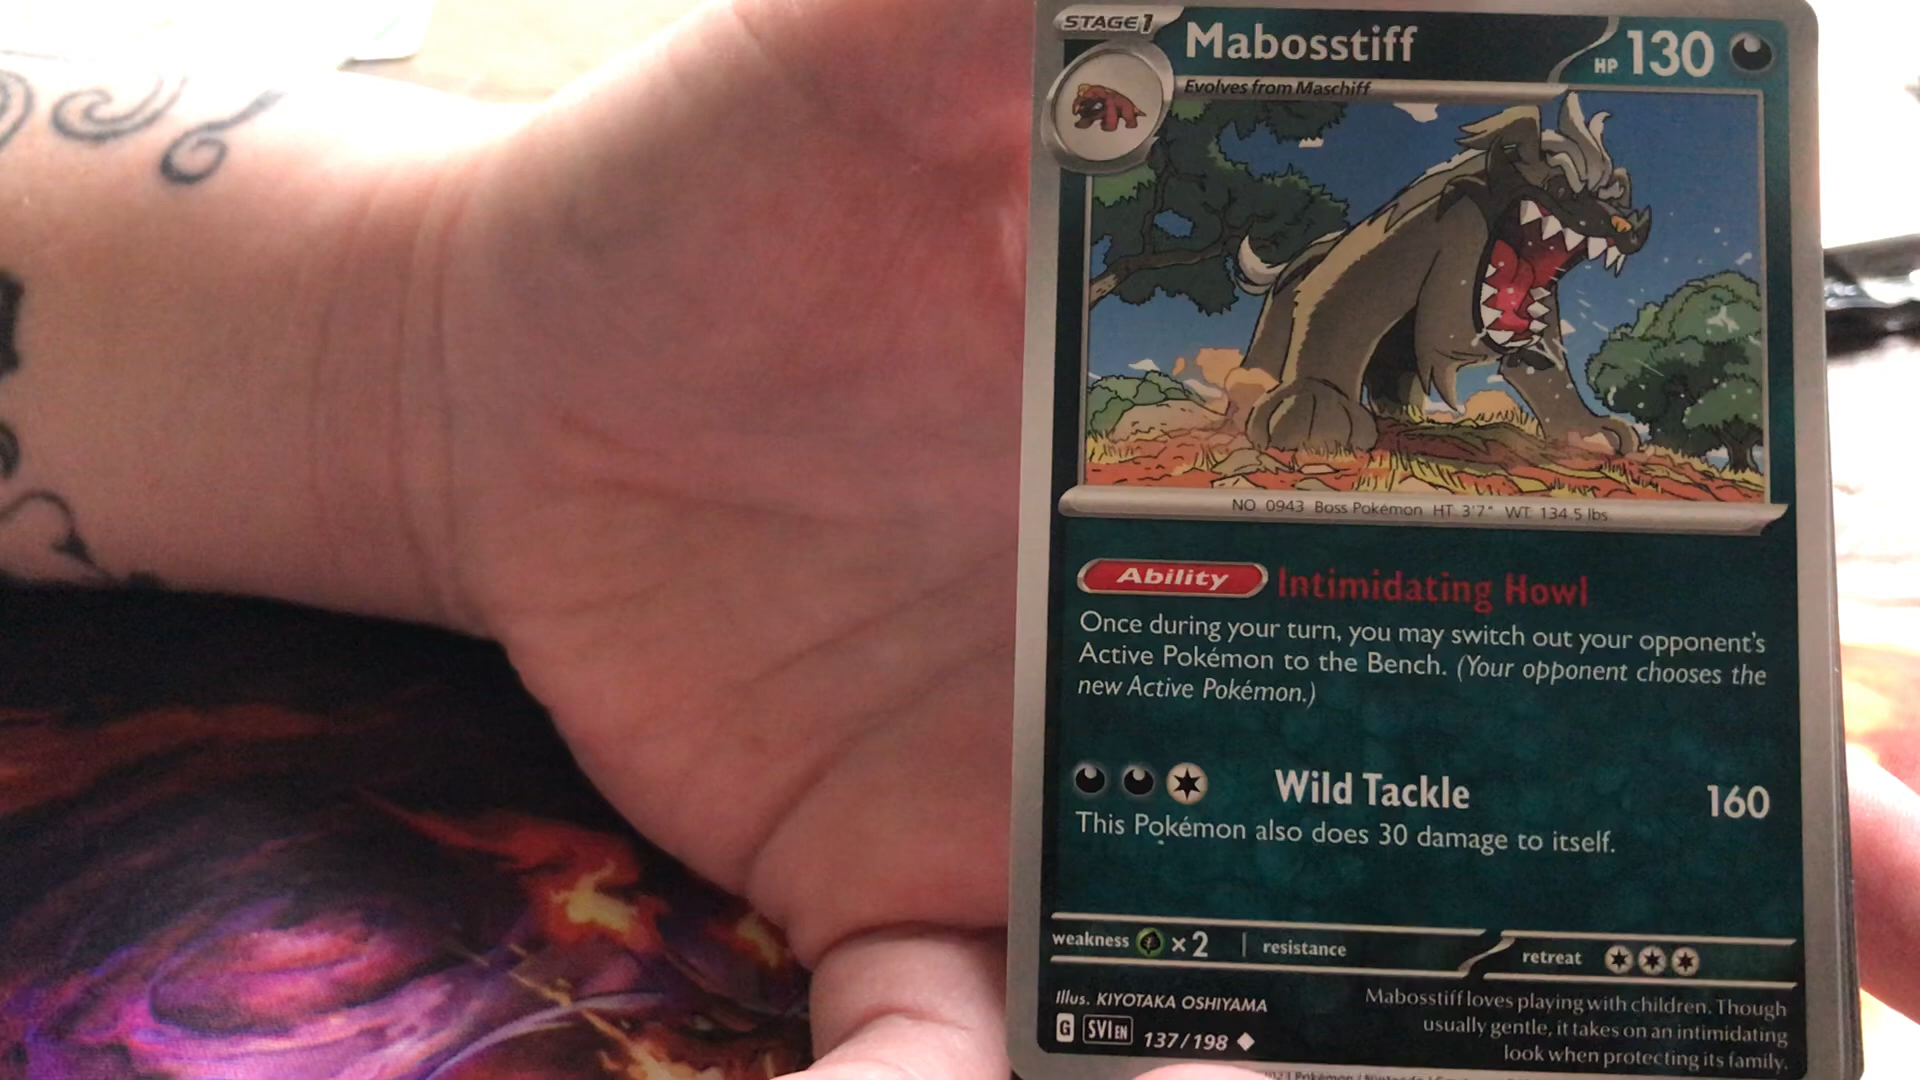 STAGE1
Mabosstiff
HP 130
Evolves from Maschiff
NO 0943 Boss Pokémon HT 3'7" WT 134.5 lbs
Ability Intimidating Howl
Once during your turn, you may switch out your opponent's
Active Pokémon to the Bench. (Your opponent chooses the
new Active Pokémon.)
Wild Tackle 160
This Pokémon also does 30 damage to itself.
weakness ×2 resistance retreat
Illus. KIYOTAKA OSHIYAMA
G SVI EN 137/198
Mabosstiff loves playing with children. Though
usually gentle, it takes on an intimidating
look when protecting its family.